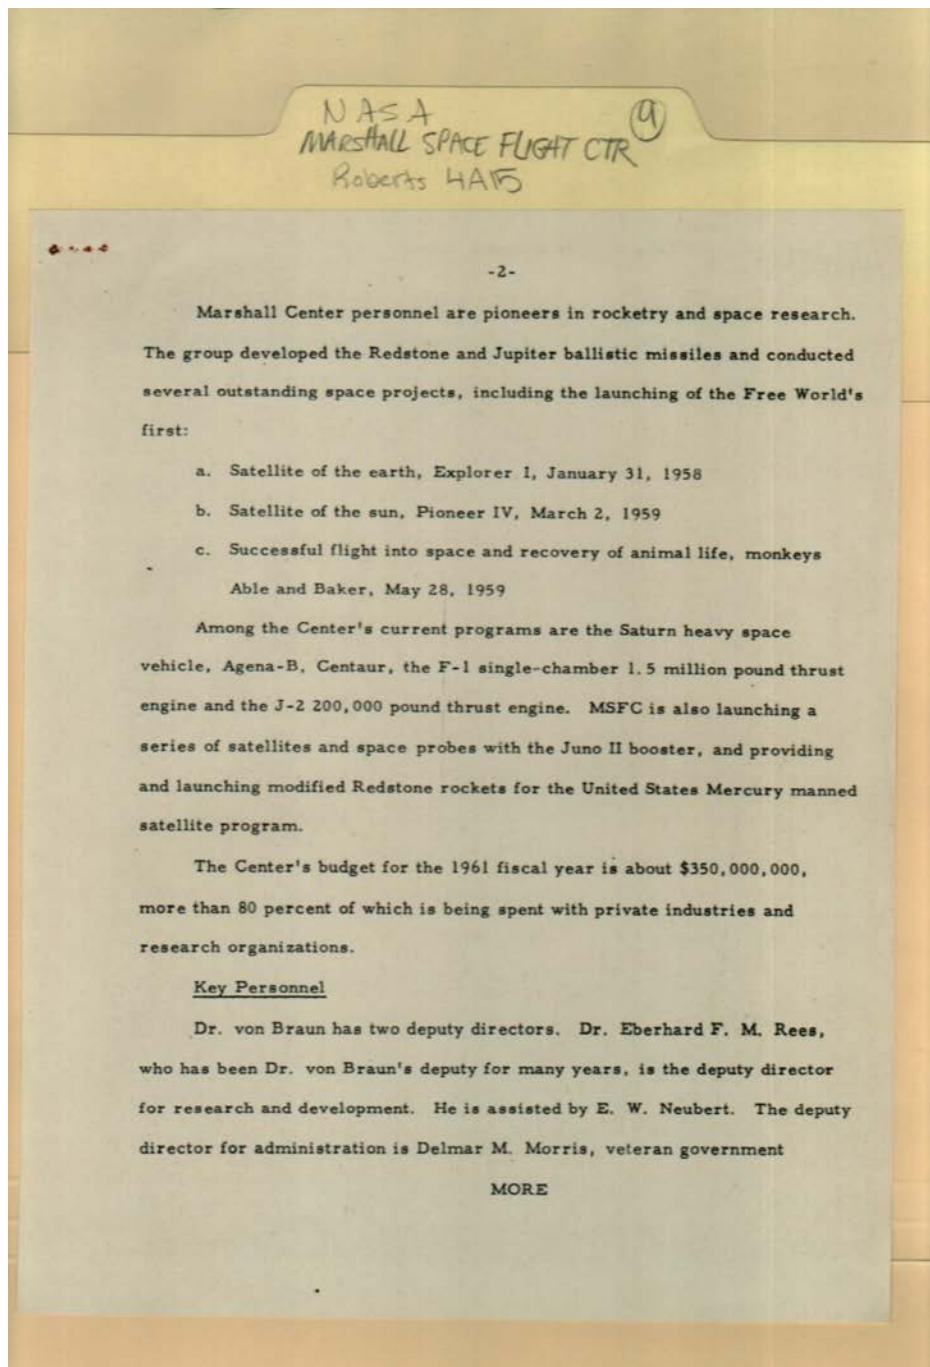 NASA 9
MARSHALL SPACE FLIGHT CTR
Roberts 4A15
-2-
Marshall Center personnel are pioneers in rocketry and space research.
The group developed the Redstone and Jupiter ballistic missiles and conducted
several outstanding space projects, including the launching of the Free World's
first:
a. Satellite of the earth, Explorer 1, January 31, 1958
b. Satellite of the sun, Pioneer IV, March 2, 1959
c. Successful flight into space and recovery of animal life, monkeys
Able and Baker, May 28, 1959
Among the Center's current programs are the Saturn heavy space
vehicle, Agena-B, Centaur, the F-1 single-chamber 1.5 million pound thrust
engine and the J-2 200,000 pound thrust engine. MSFC is also launching a
series of satellites and space probes with the Juno II booster, and providing
and launching modified Redstone rockets for the United States Mercury manned
satellite program.
The Center's budget for the 1961 fiscal year is about $350,000,000,
more than 80 percent of which is being spent with private industries and
research organizations.
Key Personnel
Dr. von Braun has two deputy directors. Dr. Eberhard F. M. Rees,
who has been Dr. von Braun's deputy for many years, is the deputy director
for research and development. He is assisted by E. W. Neubert. The deputy
director for administration is Delmar M. Morris, veteran government
MORE